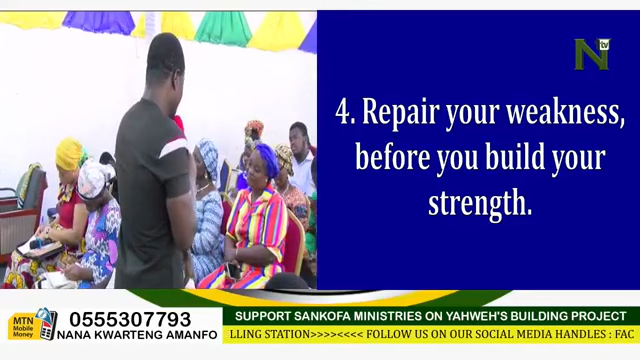 N tv
4. Repair your weakness,
before you build your
strength.
MTN
Mobile
Money
0555307793
NANA KWARTENG AMANFO
SUPPORT SANKOFA MINISTRIES ON YAHWEH'S BUILDING PROJECT
LLING STATION>>>><<<< FOLLOW US ON OUR SOCIAL MEDIA HANDLES : FAC